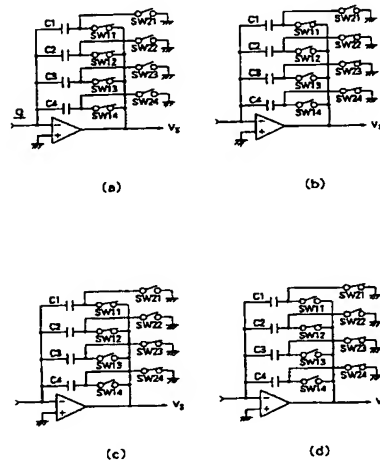 SW21
C1
SW11
SW22
C2
SW12
SW23
C3
SW13
SW24
C4
SW14
Q
−
+
Vs
(a)
SW21
C1
SW11
SW22
C2
SW12
SW23
C3
SW13
SW24
C4
SW14
−
+
Vs
(b)
SW21
C1
SW11
SW22
C2
SW12
SW23
C3
SW13
SW24
C4
SW14
−
+
Vs
(c)
SW21
C1
SW11
SW22
C2
SW12
SW23
C3
SW13
SW24
C4
SW14
−
+
Vs
(d)